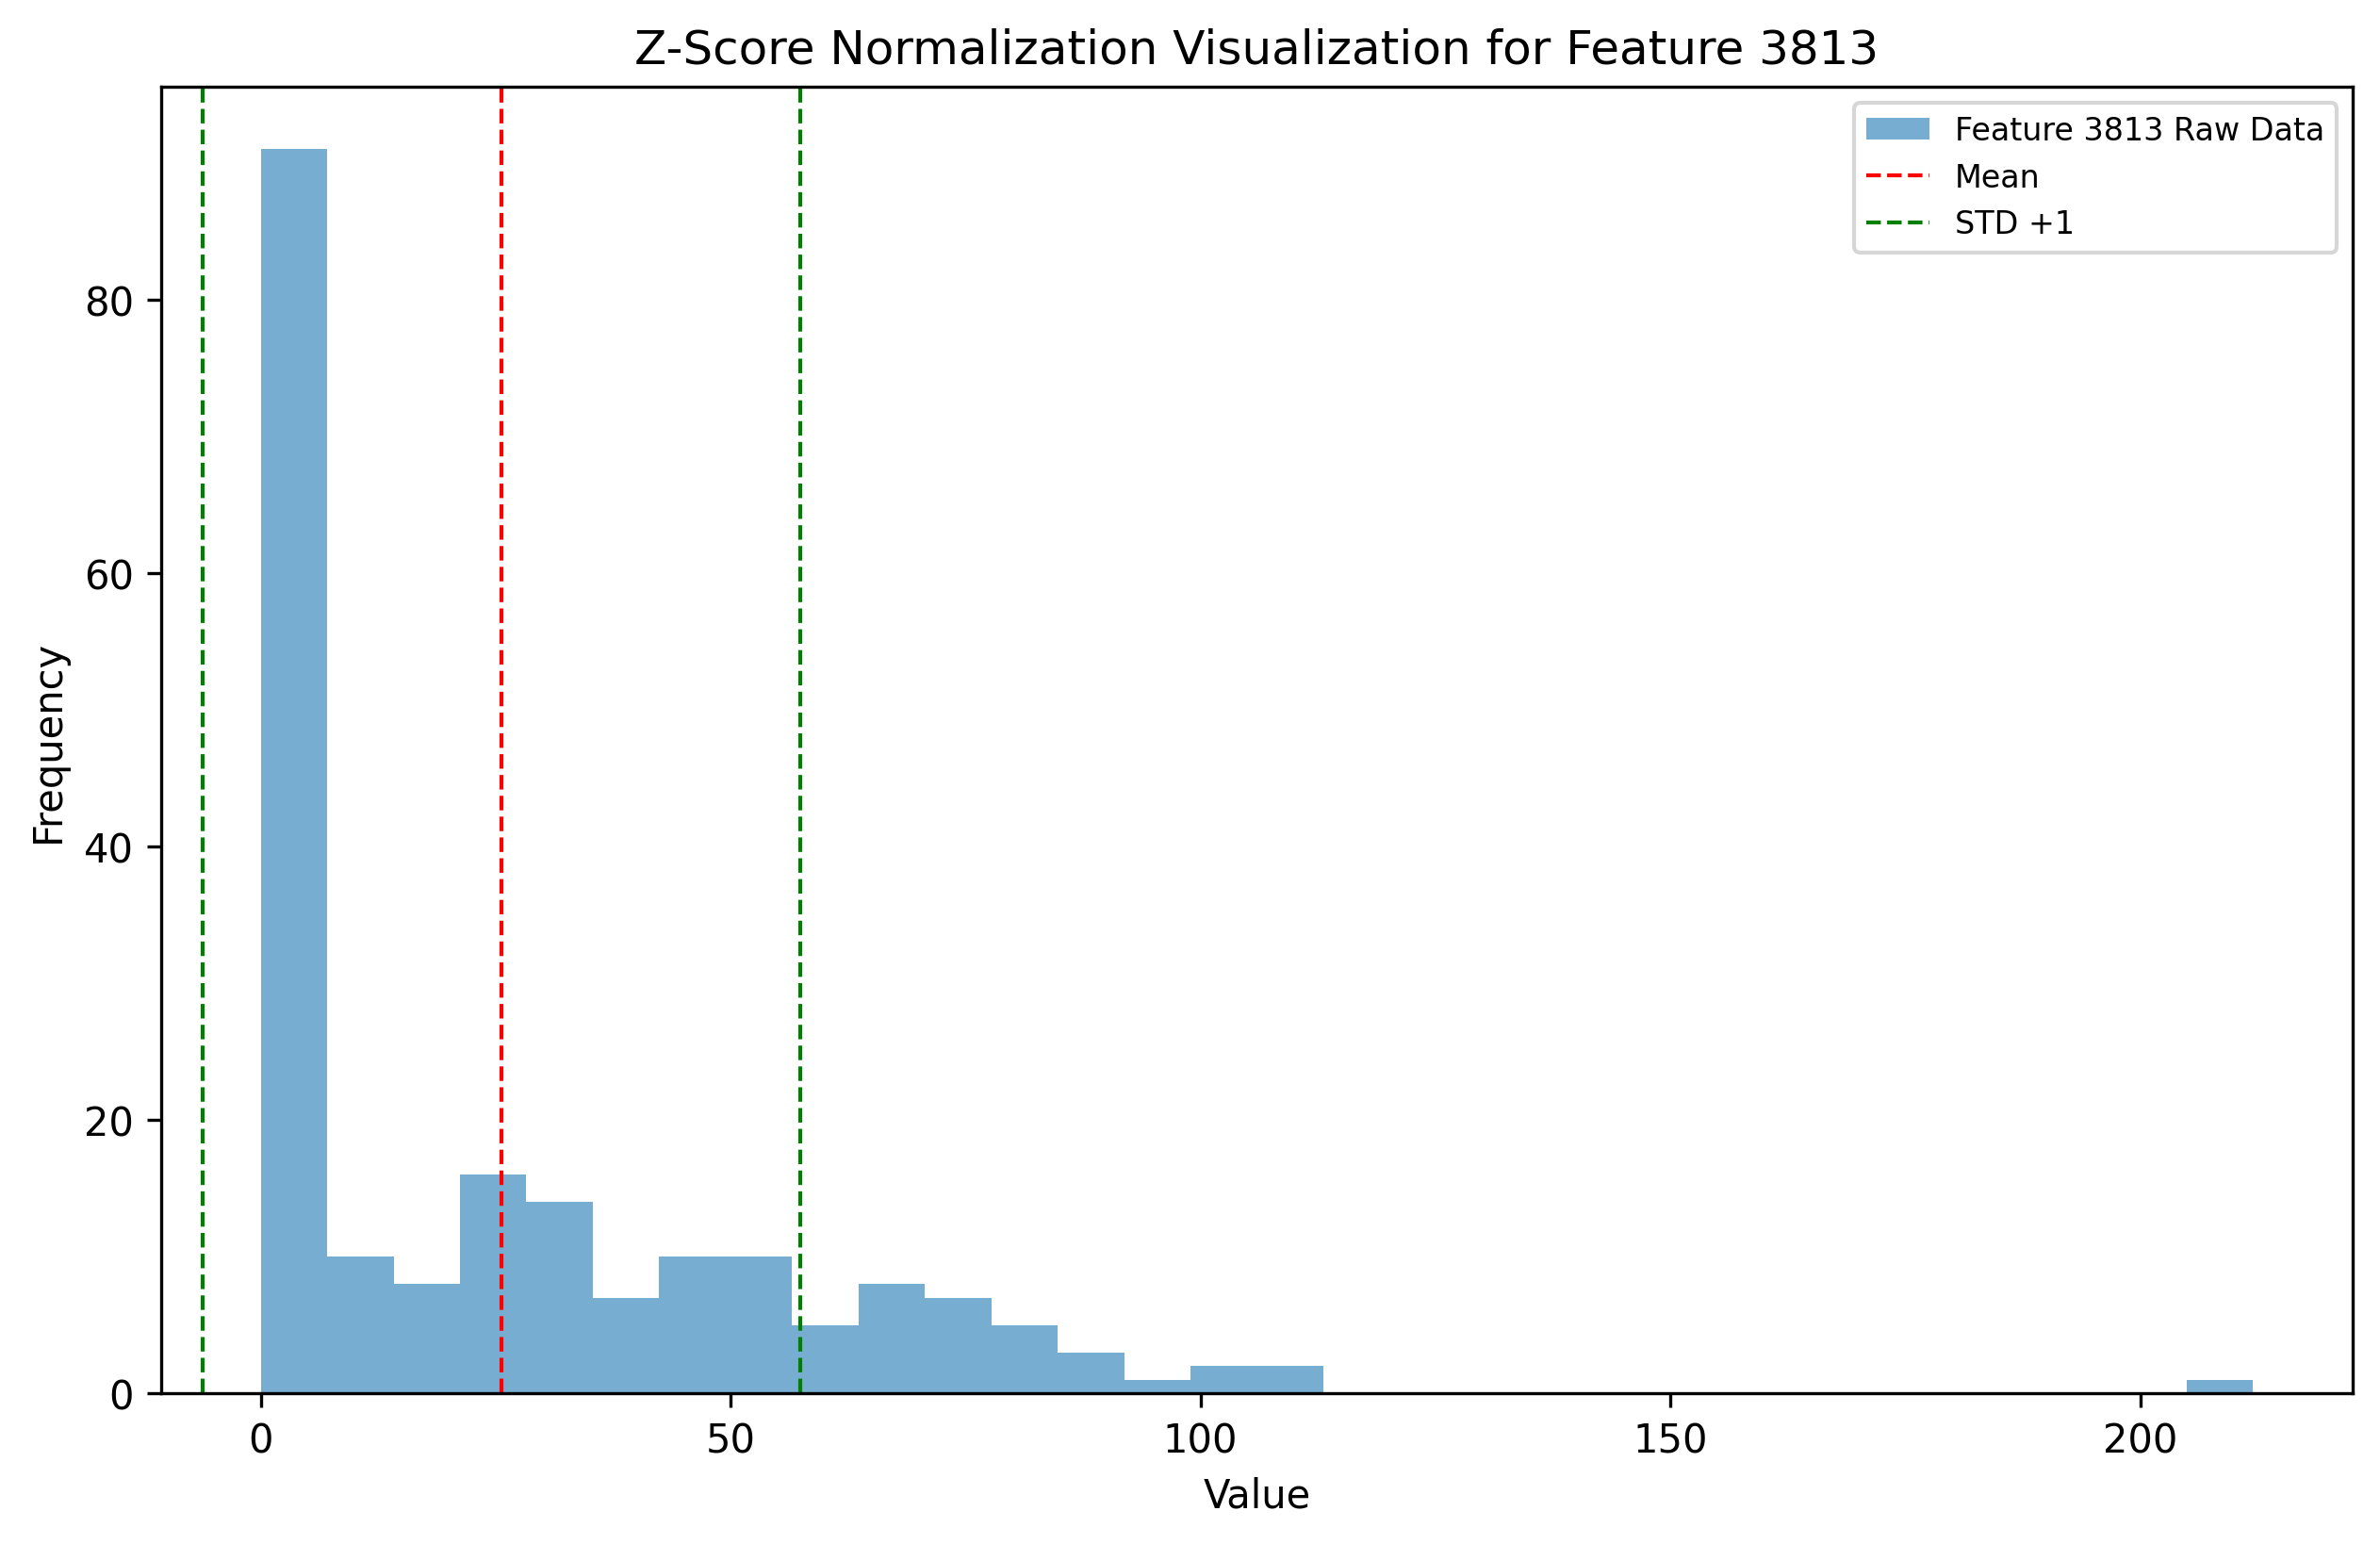 Z-Score Normalization Visualization for Feature 3813
Feature 3813 Raw Data
Mean
STD +1
Frequency
80
60
40
20
0
0 50 100 150 200
Value